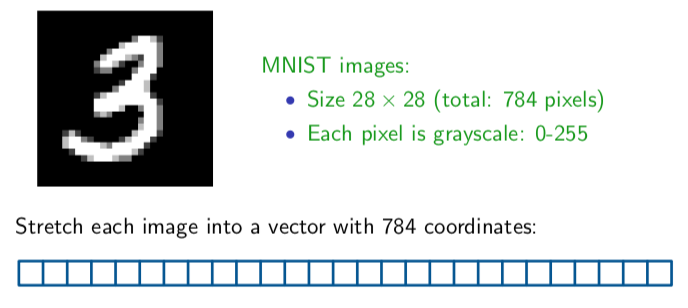 MNIST images:
• Size 28 × 28 (total: 784 pixels)
• Each pixel is grayscale: 0-255
Stretch each image into a vector with 784 coordinates: